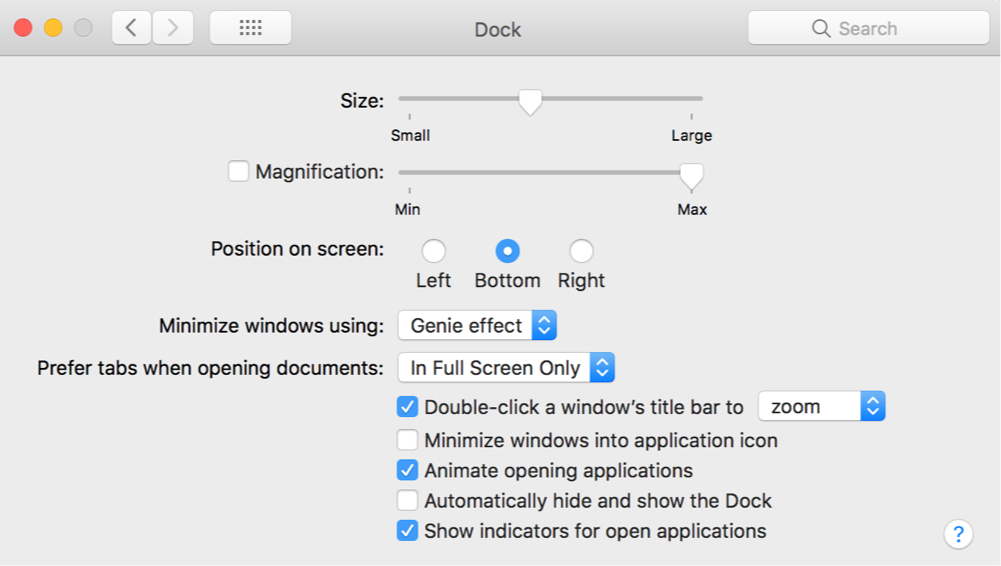 Dock
Search
Size:
Small Large
Magnification:
Min Max
Position on screen:
Left Bottom Right
Minimize windows using: Genie effect
Prefer tabs when opening documents: In Full Screen Only
Double-click a window’s title bar to zoom
Minimize windows into application icon
Animate opening applications
Automatically hide and show the Dock
Show indicators for open applications
?